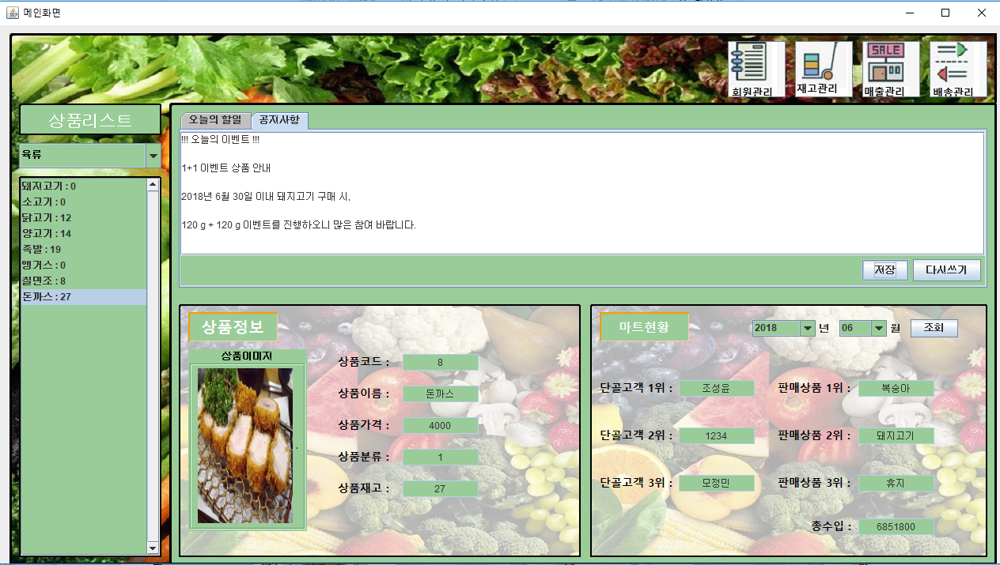 메인화면
SALE
회원관리
재고관리
매출관리
배송관리
상품리스트
육류
돼지고기 : 0
소고기 : 0
닭고기 : 12
양고기 : 14
족발 : 19
앵거스 : 0
칠면조 : 8
돈까스 : 27
오늘의 할일
공지사항
!!! 오늘의 이벤트 !!!
1+1 이벤트 상품 안내
2018년 6월 30일 이내 돼지고기 구매 시,
120 g + 120 g 이벤트를 진행하오니 많은 참여 바랍니다.
저장
다시쓰기
상품정보
상품이미지
상품코드 : 8
상품이름 : 돈까스
상품가격 : 4000
상품분류 : 1
상품재고 : 27
마트현황
2018 년 06 월 조회
단골고객 1위 : 조성윤 판매상품 1위 : 복숭아
단골고객 2위 : 1234 판매상품 2위 : 돼지고기
단골고객 3위 : 모정민 판매상품 3위 : 휴지
총수입 : 6851800